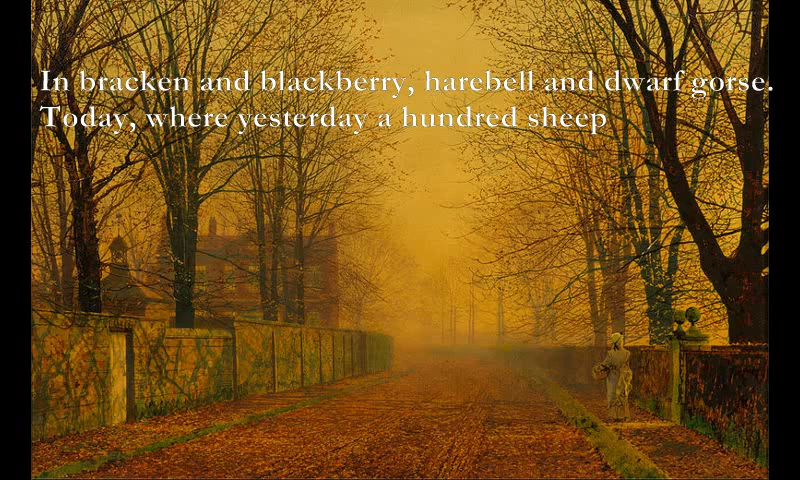 In bracken and blackberry, harebell and dwarf gorse.
Today, where yesterday a hundred sheep